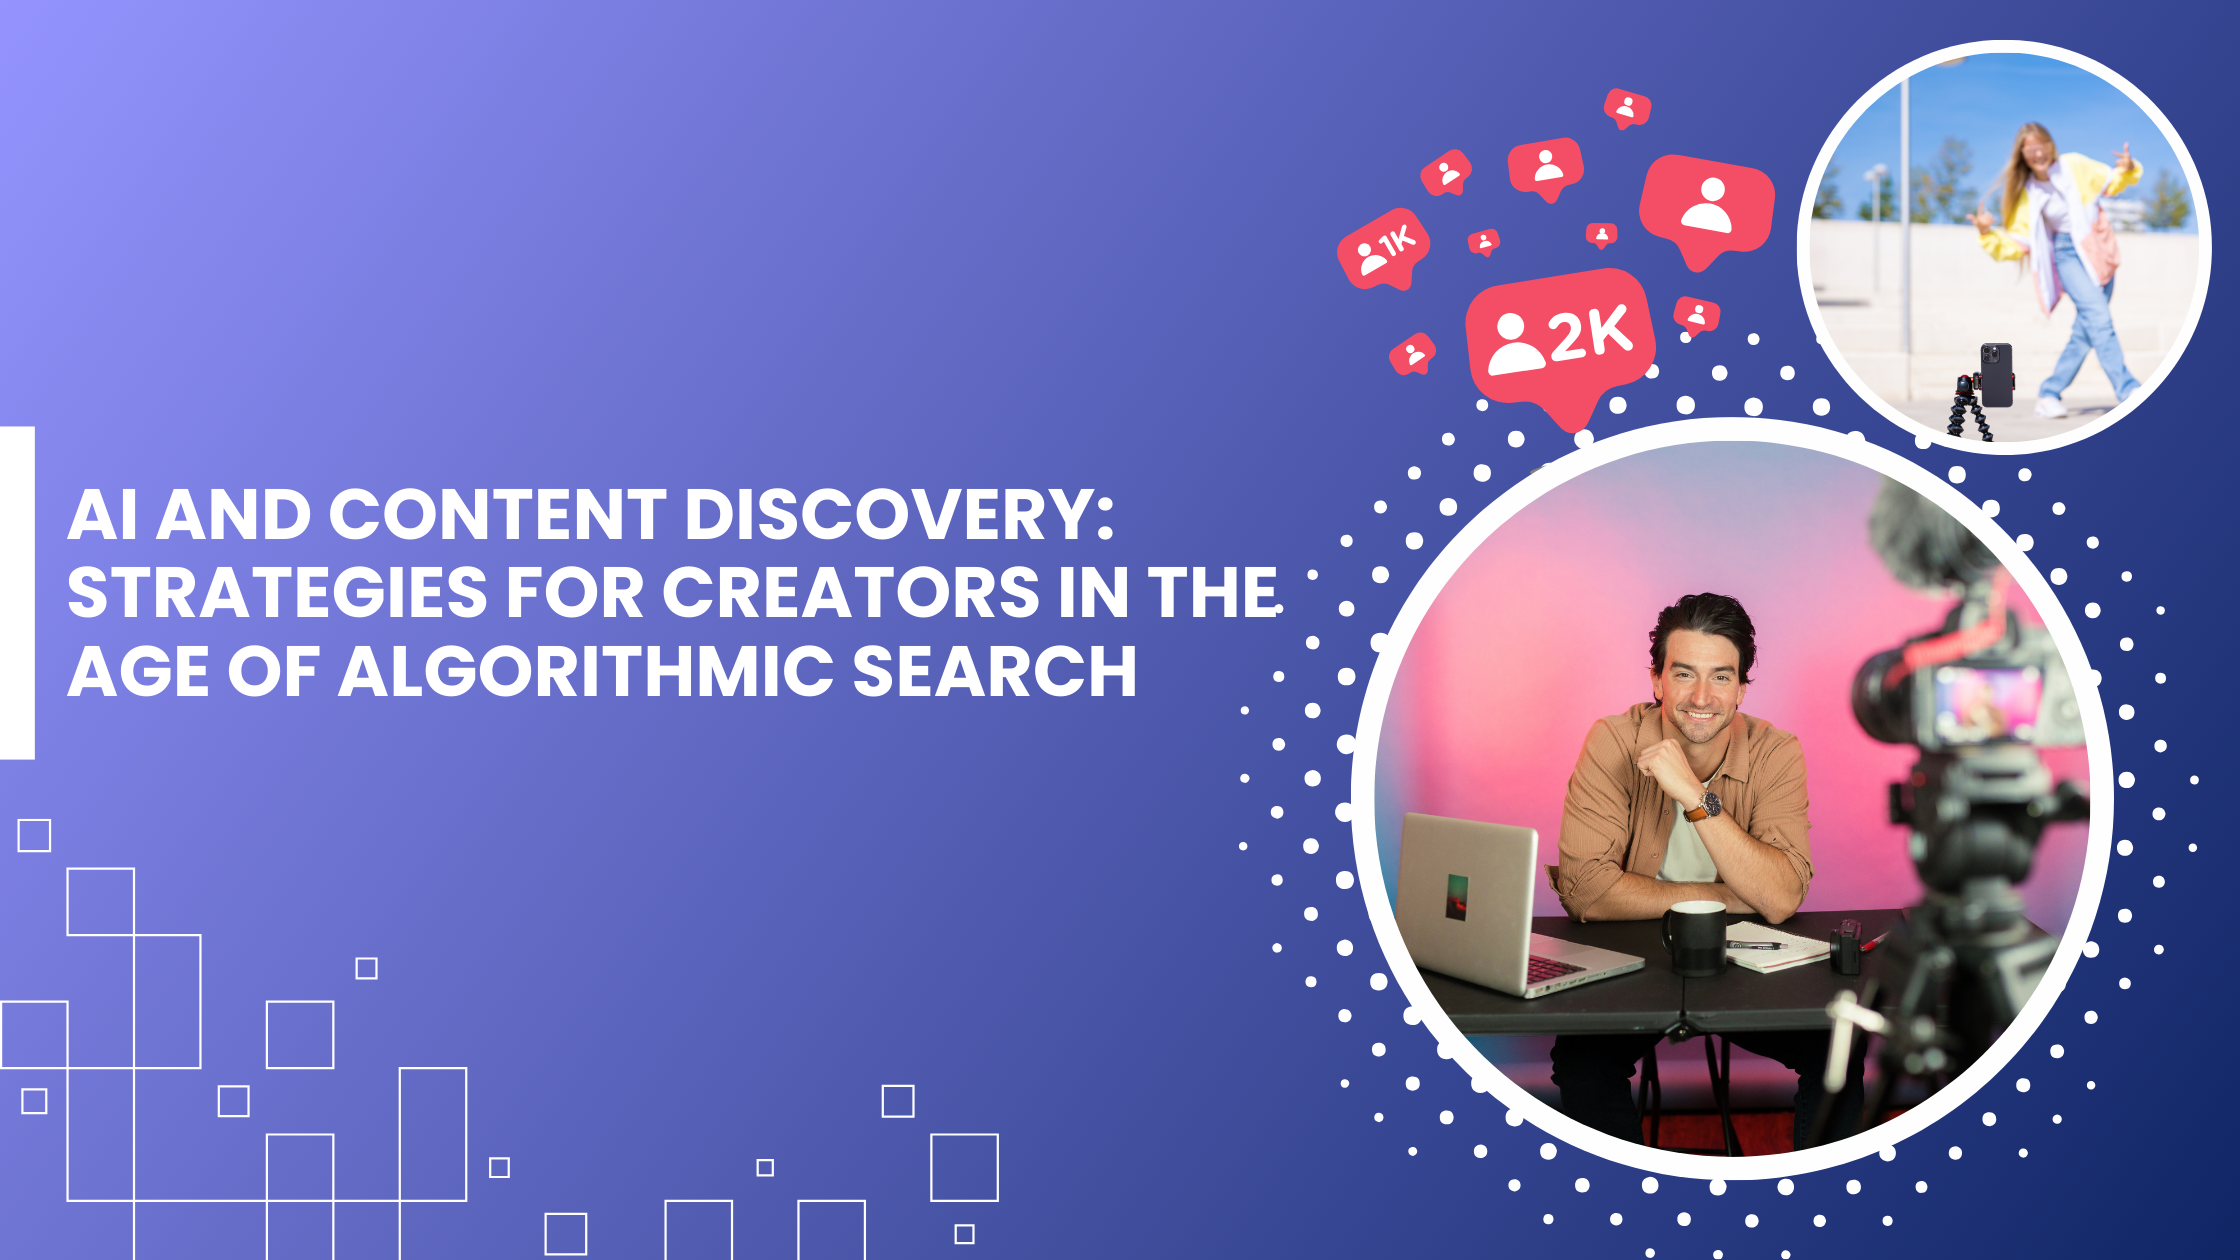 AI AND CONTENT DISCOVERY:
STRATEGIES FOR CREATORS IN THE
AGE OF ALGORITHMIC SEARCH
1K
2K